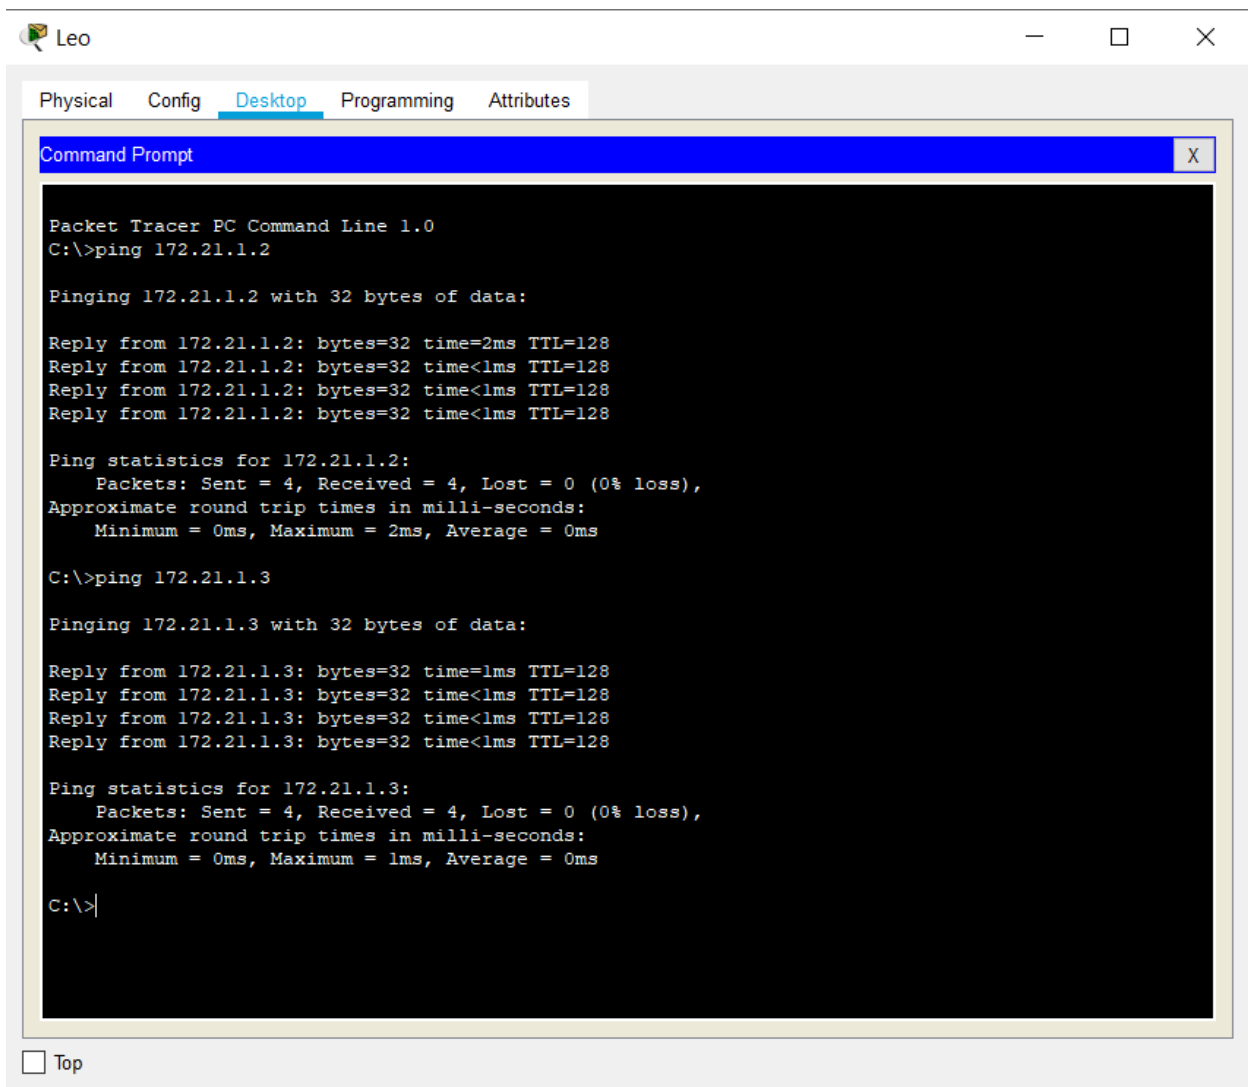 Leo
Physical Config Desktop Programming Attributes
Command Prompt X
Packet Tracer PC Command Line 1.0
C:\>ping 172.21.1.2
Pinging 172.21.1.2 with 32 bytes of data:
Reply from 172.21.1.2: bytes=32 time=2ms TTL=128
Reply from 172.21.1.2: bytes=32 time<1ms TTL=128
Reply from 172.21.1.2: bytes=32 time<1ms TTL=128
Reply from 172.21.1.2: bytes=32 time<1ms TTL=128
Ping statistics for 172.21.1.2:
    Packets: Sent = 4, Received = 4, Lost = 0 (0% loss),
Approximate round trip times in milli-seconds:
    Minimum = 0ms, Maximum = 2ms, Average = 0ms
C:\>ping 172.21.1.3
Pinging 172.21.1.3 with 32 bytes of data:
Reply from 172.21.1.3: bytes=32 time=1ms TTL=128
Reply from 172.21.1.3: bytes=32 time<1ms TTL=128
Reply from 172.21.1.3: bytes=32 time<1ms TTL=128
Reply from 172.21.1.3: bytes=32 time<1ms TTL=128
Ping statistics for 172.21.1.3:
    Packets: Sent = 4, Received = 4, Lost = 0 (0% loss),
Approximate round trip times in milli-seconds:
    Minimum = 0ms, Maximum = 1ms, Average = 0ms
C:\>
Top